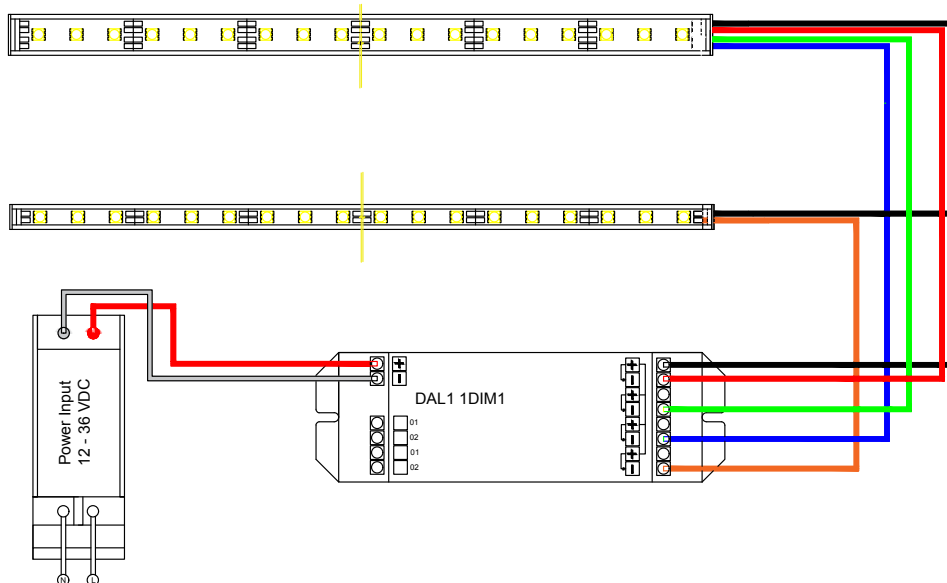 Power Input
12 - 36 VDC
N
L
+
-
DAL1 1DIM1
01
02
01
02
+
-
+
-
+
-
+
-